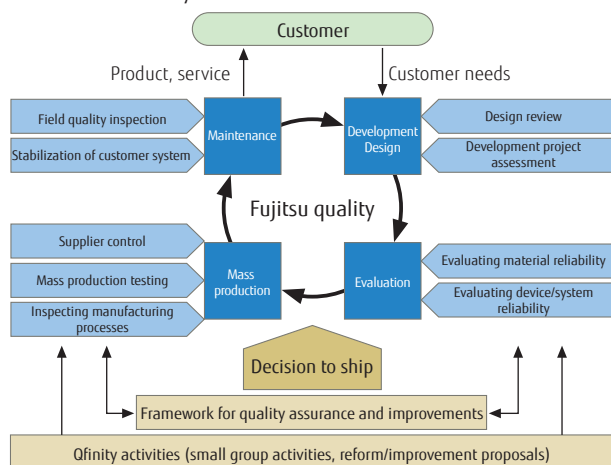 Customer
Product, service
Customer needs
Field quality inspection
Stabilization of customer system
Maintenance
Development
Design
Design review
Development project
assessment
Fujitsu quality
Supplier control
Mass production testing
Inspecting manufacturing
processes
Mass
production
Evaluation
Evaluating material reliability
Evaluating device/system
reliability
Decision to ship
Framework for quality assurance and improvements
Qfinity activities (small group activities, reform/improvement proposals)